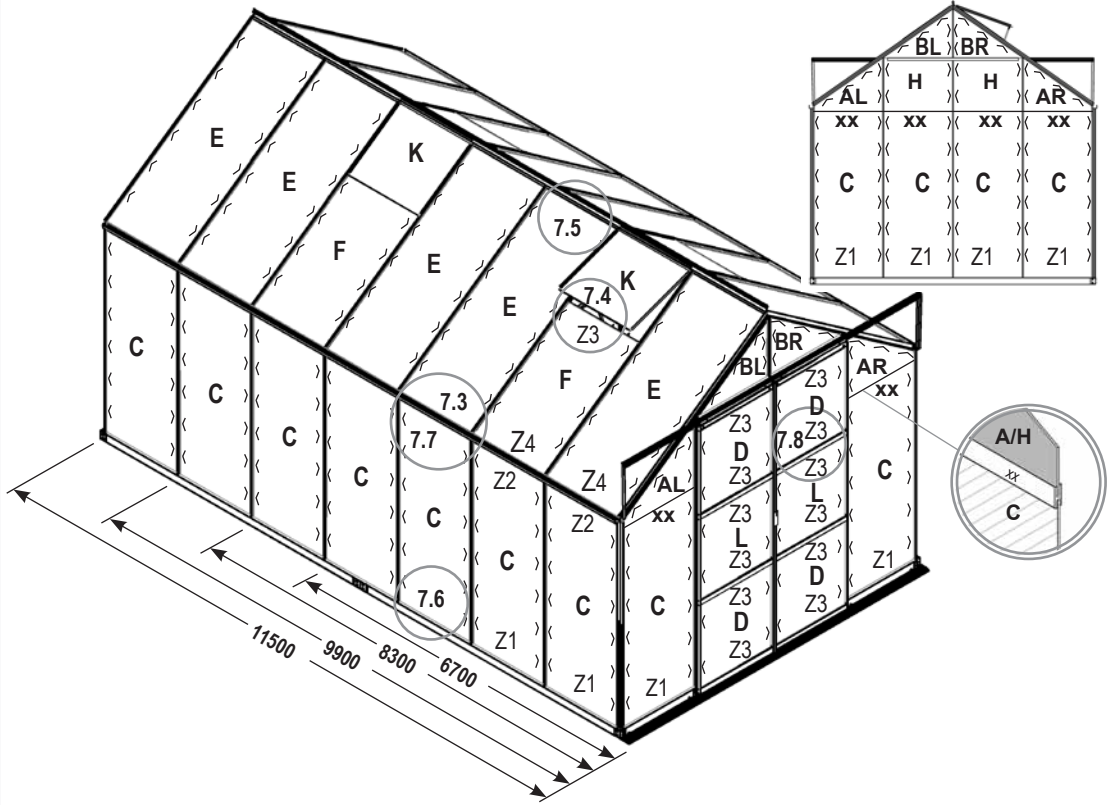 BL BR
H H
AL AR
xx xx xx xx
C C C C
Z1 Z1 Z1 Z1
E
E
K
F
E
7.5
E
K
7.4
Z3
F
E
BL
BR
AR
xx
C
C
C
C
7.3
7.7
Z4
Z4
Z2
Z2
AL
xx
C
C
C
C
7.6
Z1
Z1
Z1
Z3
D
Z3
Z3
L
Z3
Z3
D
Z3
Z3
D
Z3
7.8
Z3
L
Z3
Z3
D
Z3
C
Z1
A/H
xx
C
11500
9900
8300
6700